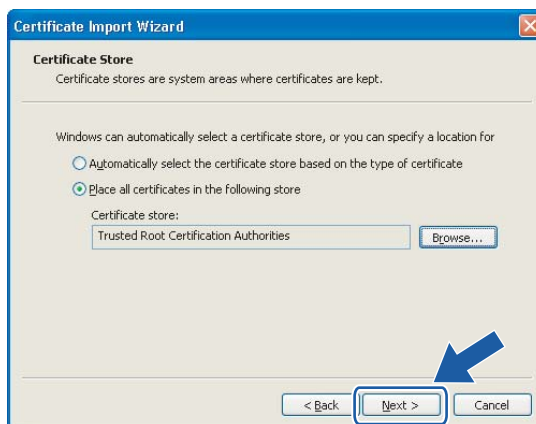 Certificate Import Wizard
Certificate Store
Certificate stores are system areas where certificates are kept.
Windows can automatically select a certificate store, or you can specify a location for
Automatically select the certificate store based on the type of certificate
Place all certificates in the following store
Certificate store:
Trusted Root Certification Authorities
Browse...
< Back Next > Cancel